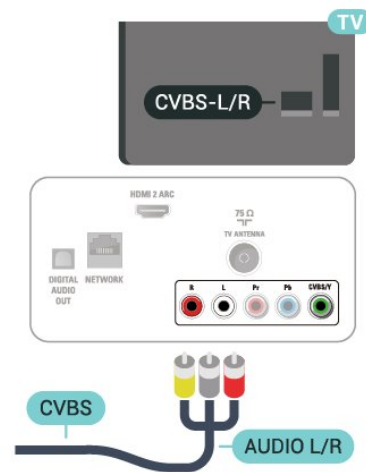 TV
CVBS-L/R
HDMI 2 ARC
75 Ω
TV ANTENNA
DIGITAL
AUDIO
OUT
NETWORK
R L Pr Pb CVBS/Y
CVBS
AUDIO L/R